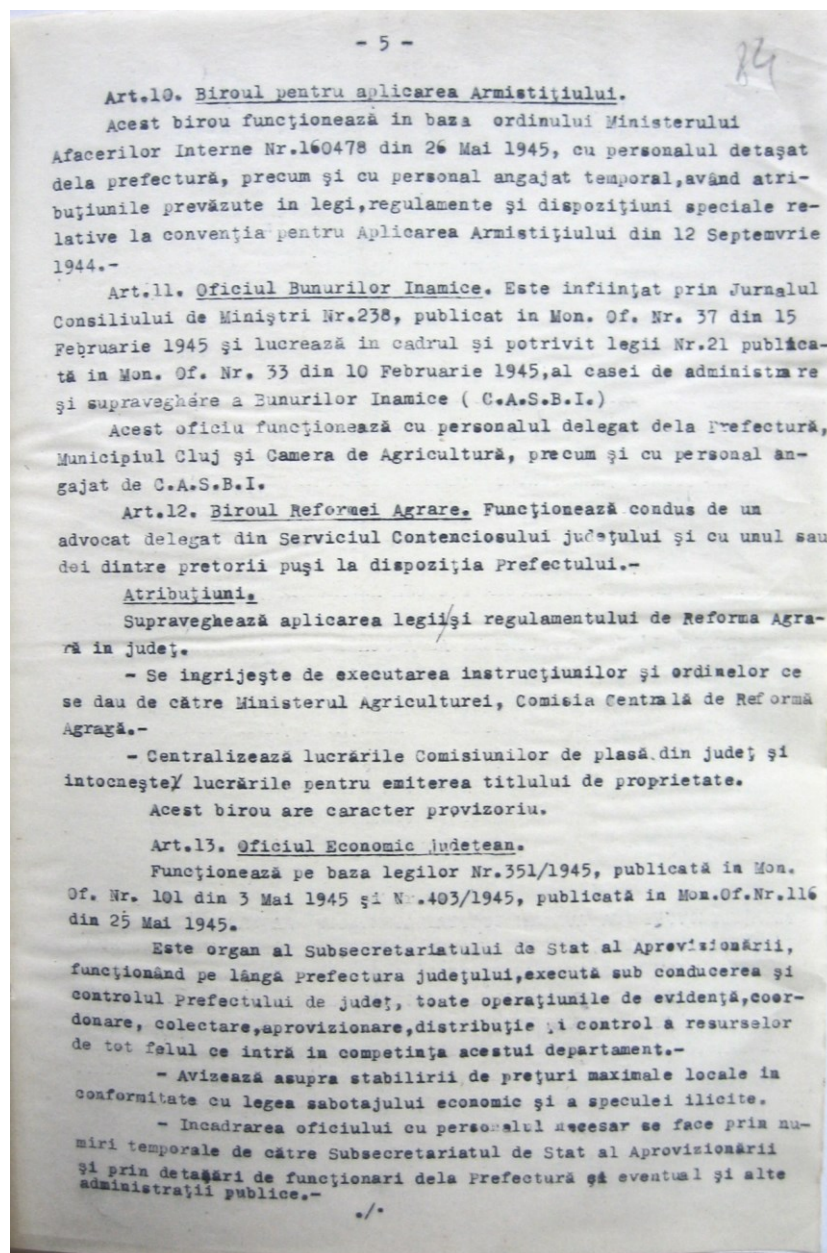 - 5 -
84
Art.10. Biroul pentru aplicarea Armistiţiului.
Acest birou funcţionează in baza ordinului Ministerului
Afacerilor Interne Nr.160478 din 26 Mai 1945, cu personalul detaşat
dela prefectură, precum şi cu personal angajat temporal,având atri-
buţiunile prevăzute in legi,regulamente şi dispoziţiuni speciale re-
lative la convenţia pentru Aplicarea Armistiţiului din 12 Septemvrie
1944.-
Art.11. Oficiul Bunurilor Inamice. Este infiinţat prin Jurnalul
Consiliului de Miniştri Nr.238, publicat in Mon. Of. Nr. 37 din 15
Februarie 1945 şi lucrează in cadrul si potrivit legii Nr.21 publica-
tă in Mon. Of. Nr. 33 din 10 Februarie 1945,al casei de administrare
şi supraveghere a Bunurilor Inamice ( C.A.S.B.I.)
Acest oficiu funcţionează cu personalul delegat dela Prefectură,
Municipiul Cluj şi Camera de Agricultură, precum şi cu personal an-
gajat de C.A.S.B.I.
Art.12. Biroul Reformei Agrare. Funcţionează condus de un
advocat delegat din Serviciul Contenciosului judeţului şi cu unul sau
doi dintre pretorii puşi la dispoziţia Prefectului.-
Atribuţiuni.
Supraveghează aplicarea legii/şi regulamentului de Reforma Agra-
ră in judeţ.
- Se ingrijeşte de executarea instrucţiunilor şi ordinelor ce
se dau de către Ministerul Agriculturei, Comisia Centrală de Reformă
Agrară.-
- Centralizează lucrările Comisiunilor de plasă din judeţ şi
intocneşte/ lucrările pentru emiterea titlului de proprietate.
Acest birou are caracter provizoriu.
Art.13. Oficiul Economic judetean.
Funcţionează pe baza legilor Nr.351/1945, publicată in Mon.
Of. Nr. 101 din 3 Mai 1945 şi Nr.403/1945, publicată in Mon.Of.Nr.116
din 25 Mai 1945.
Este organ al Subsecretariatului de Stat al Aprovizionării,
funcţionând pe lângă Prefectura judeţului,execută sub conducerea şi
controlul Prefectului de judeţ, toate operaţiunile de evidenţă,coor-
donare, colectare,aprovizionare,distribuţie şi control a resurselor
de tot felul ce intră in competinţa acestui departament.-
- Avizează asupra stabilirii de preţuri maximale locale in
conformitate cu legea sabotajului economic şi a speculei ilicite.
- Incadrarea oficiului cu personalul necesar se face prin nu-
miri temporale de către Subsecretariatul de Stat al Aprovizionării
şi prin detaşări de funcţionari dela Prefectură şi eventual şi alte
administraţii publice.-
./.